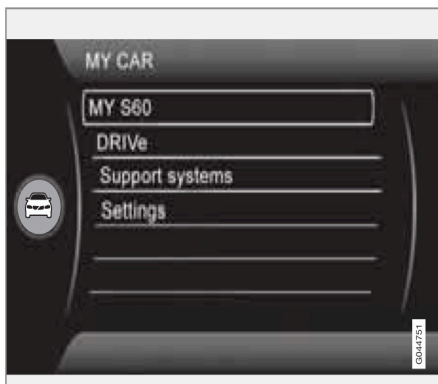 MY CAR
MY S60
DRIVe
Support systems
Settings
G044751